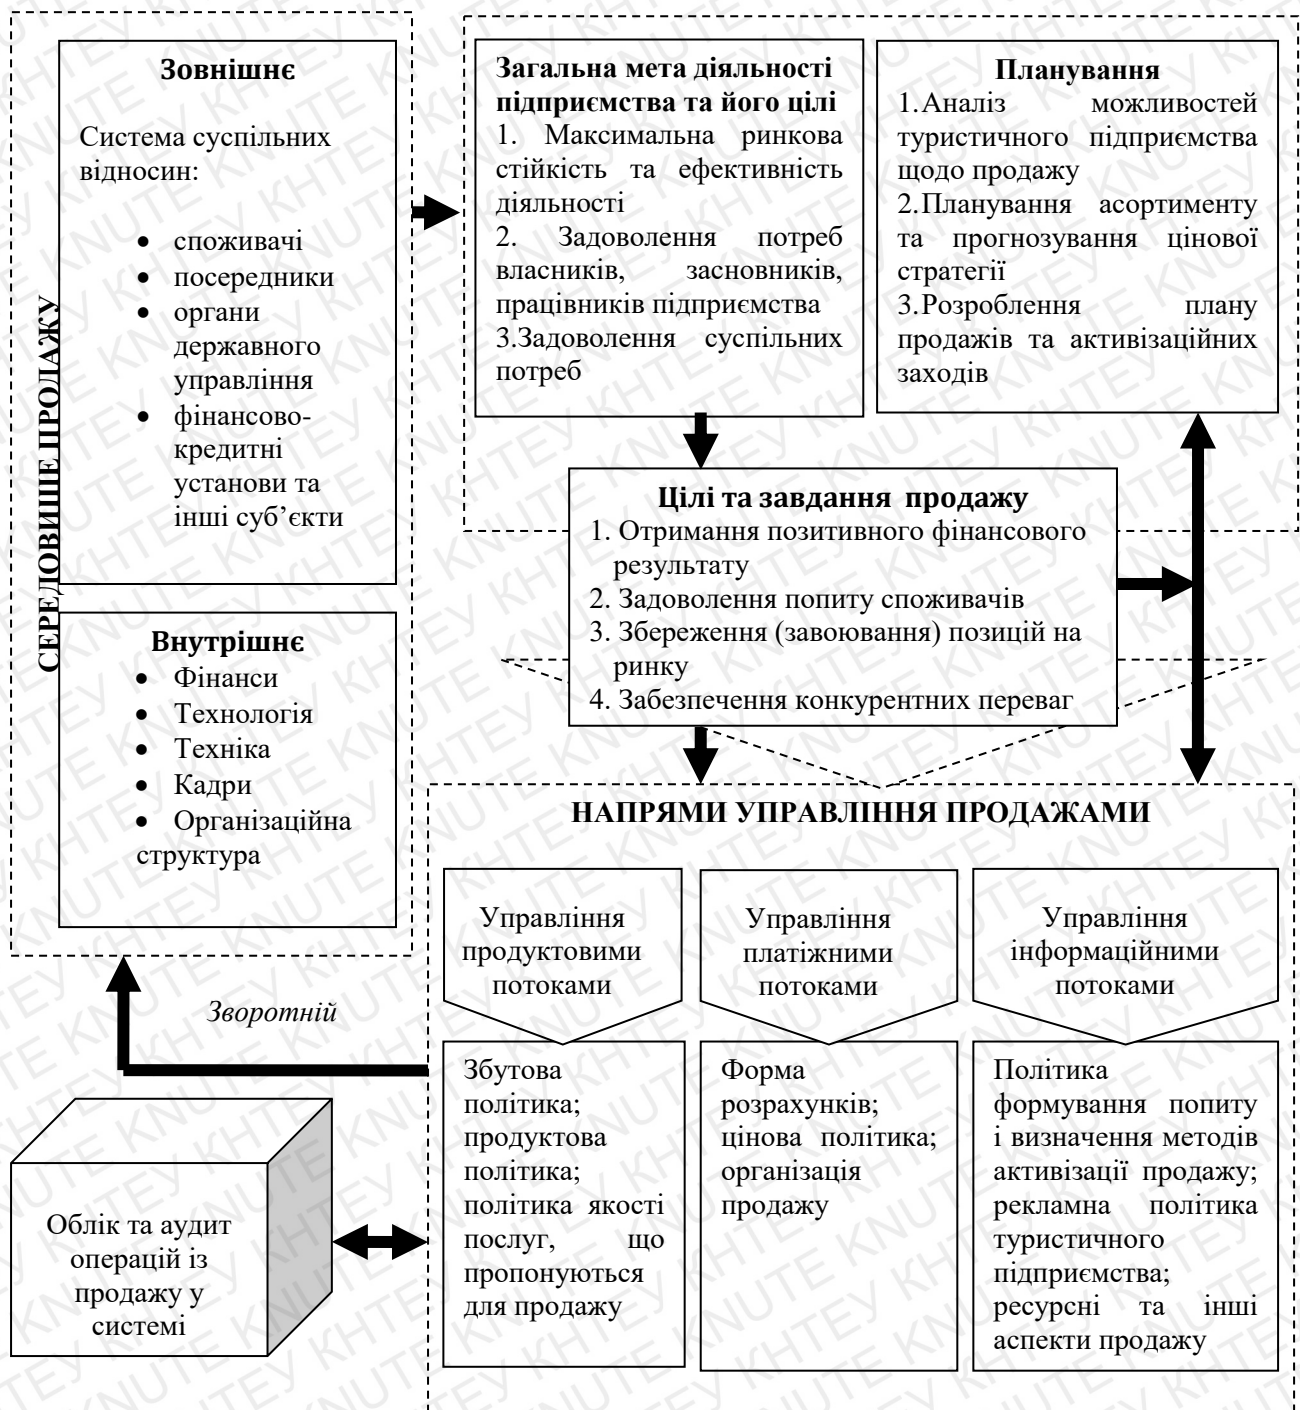 СЕРЕДОВИЩЕ ПРОДАЖУ
Зовнішнє
Система суспільних
відносин:
• споживачі
• посередники
• органи
державного
управління
• фінансово-
кредитні
установи та
інші суб’єкти
Внутрішнє
• Фінанси
• Технологія
• Техніка
• Кадри
• Організаційна
структура
Загальна мета діяльності
підприємства та його цілі
1. Максимальна ринкова
стійкість та ефективність
діяльності
2. Задоволення потреб
власників, засновників,
працівників підприємства
3.Задоволення суспільних
потреб
Планування
1.Аналіз можливостей
туристичного підприємства
щодо продажу
2.Планування асортименту
та прогнозування цінової
стратегії
3.Розроблення плану
продажів та активізаційних
заходів
Цілі та завдання продажу
1. Отримання позитивного фінансового
результату
2. Задоволення попиту споживачів
3. Збереження (завоювання) позицій на
ринку
4. Забезпечення конкурентних переваг
НАПРЯМИ УПРАВЛІННЯ ПРОДАЖАМИ
Управління
продуктовими
потоками
Управління
платіжними
потоками
Управління
інформаційними
потоками
Збутова
політика;
продуктова
політика;
політика якості
послуг, що
пропонуються
для продажу
Форма
розрахунків;
цінова політика;
організація
продажу
Політика
формування попиту
і визначення методів
активізації продажу;
рекламна політика
туристичного
підприємства;
ресурсні та інші
аспекти продажу
Зворотній
Облік та аудит
операцій із
продажу у
системі
KNUTE КНТЕУ